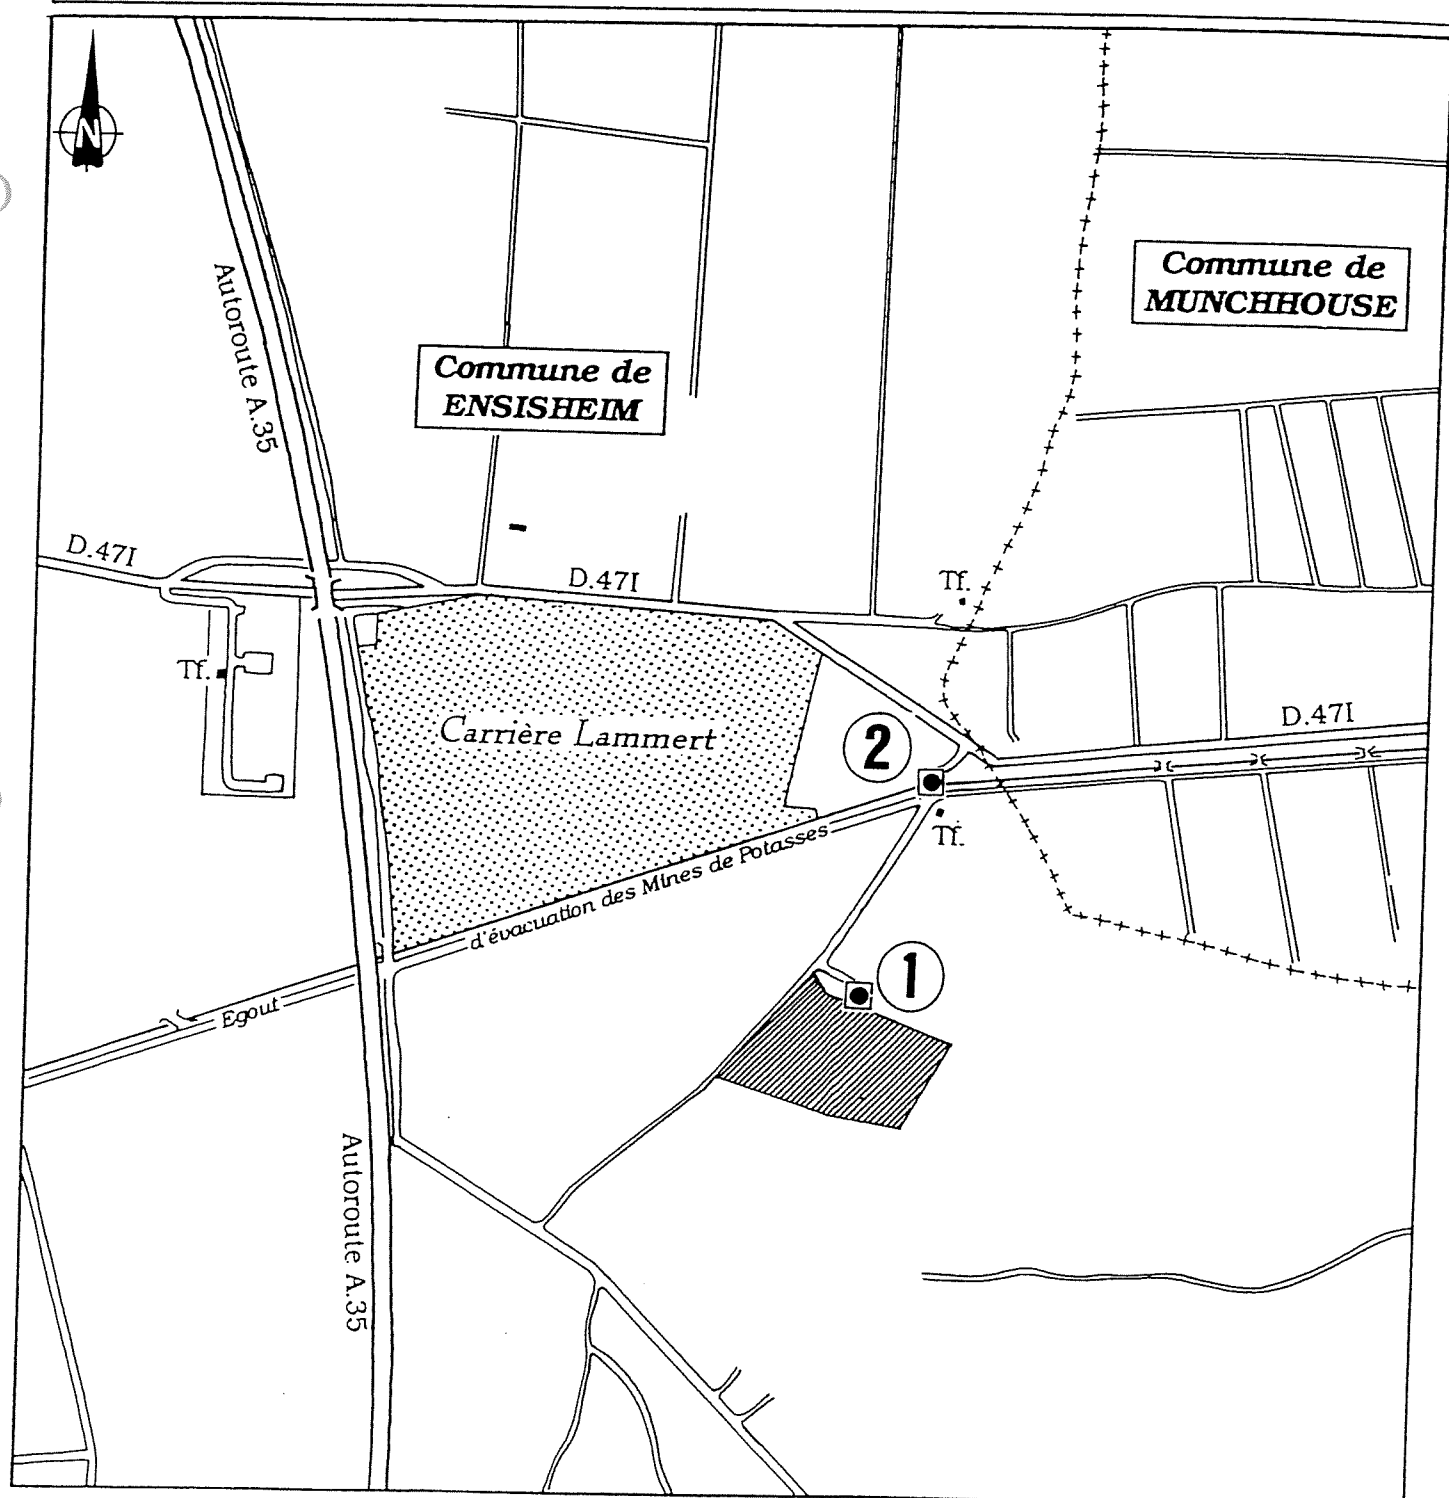 N
Commune de
MUNCHHOUSE
Autoroute A.35
Commune de
ENSISHEIM
D.47I
D.47I
Tf.
Tf.
Carrière Lammert
2
D.47I
Tf.
Egout d'évacuation des Mines de Potasses
1
Autoroute A.35